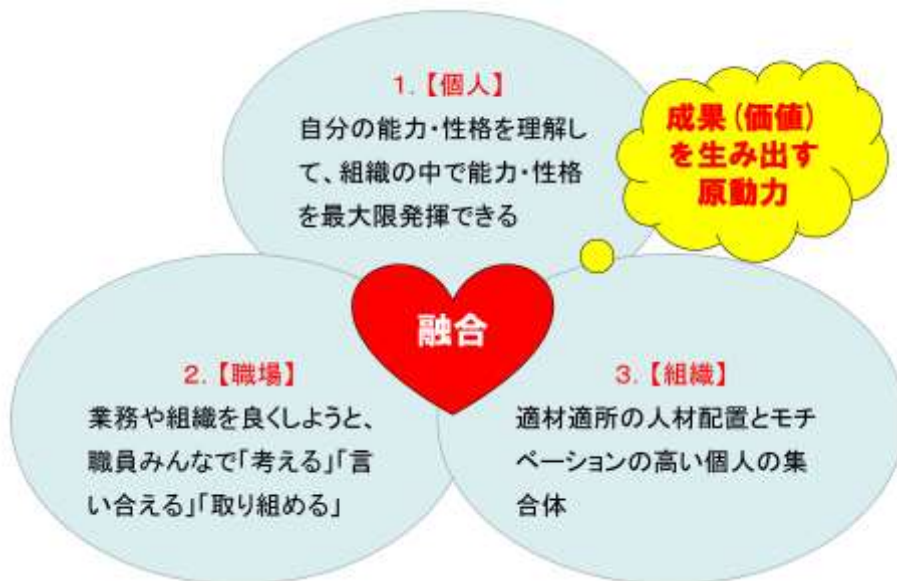 1.【個人】
自分の能力・性格を理解し
て、組織の中で能力・性格
を最大限発揮できる
成果(価値)
を生み出す
原動力
融合
2.【職場】
業務や組織を良くしようと、
職員みんなで「考える」「言
い合える」「取り組める」
3.【組織】
適材適所の人材配置とモチ
ベーションの高い個人の集
合体